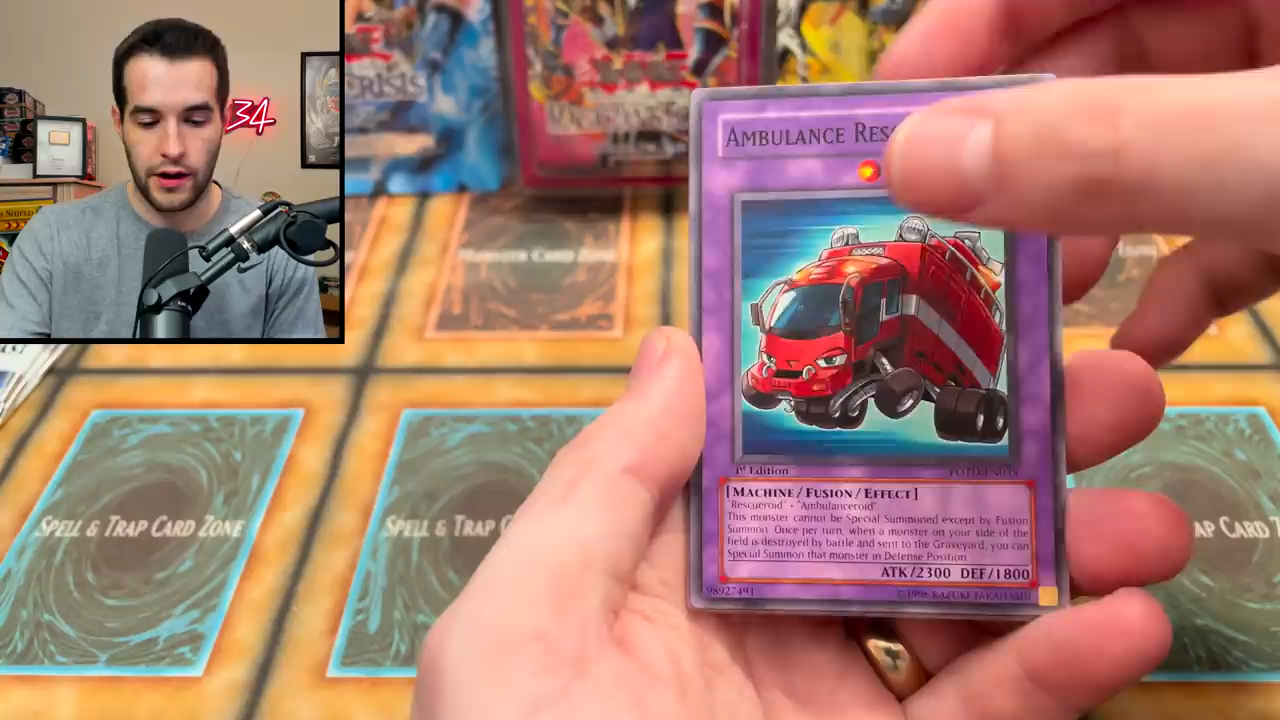 34
CRISIS
AMBULANCE
1st Edition
[MACHINE/FUSION/EFFECT]
"Rescueroid" + "Ambulanceroid"
This monster cannot be Special Summoned except by Fusion
Summon. Once per turn, when a monster on your side of the
field is destroyed by battle and sent to the Graveyard, you can
Special Summon that monster in Defense Position.
ATK/2300 DEF/1800
98927491 ©1996 KAZUKI TAKAHASHI
MONSTER CARD ZONE
SPELL & TRAP CARD ZONE
SPELL & TRAP
TRAP CARD